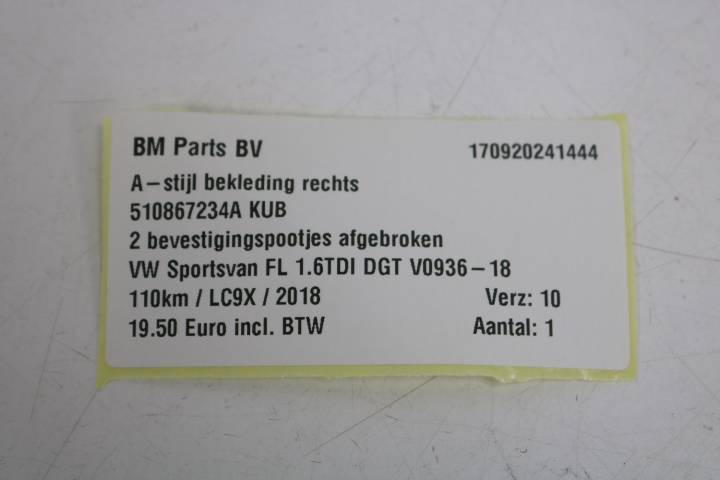 BM Parts BV 170920241444
A-stijl bekleding rechts
510867234A KUB
2 bevestigingspootjes afgebroken
VW Sportsvan FL 1.6TDI DGT V0936-18
110km / LC9X / 2018 Verz: 10
19.50 Euro incl. BTW Aantal: 1